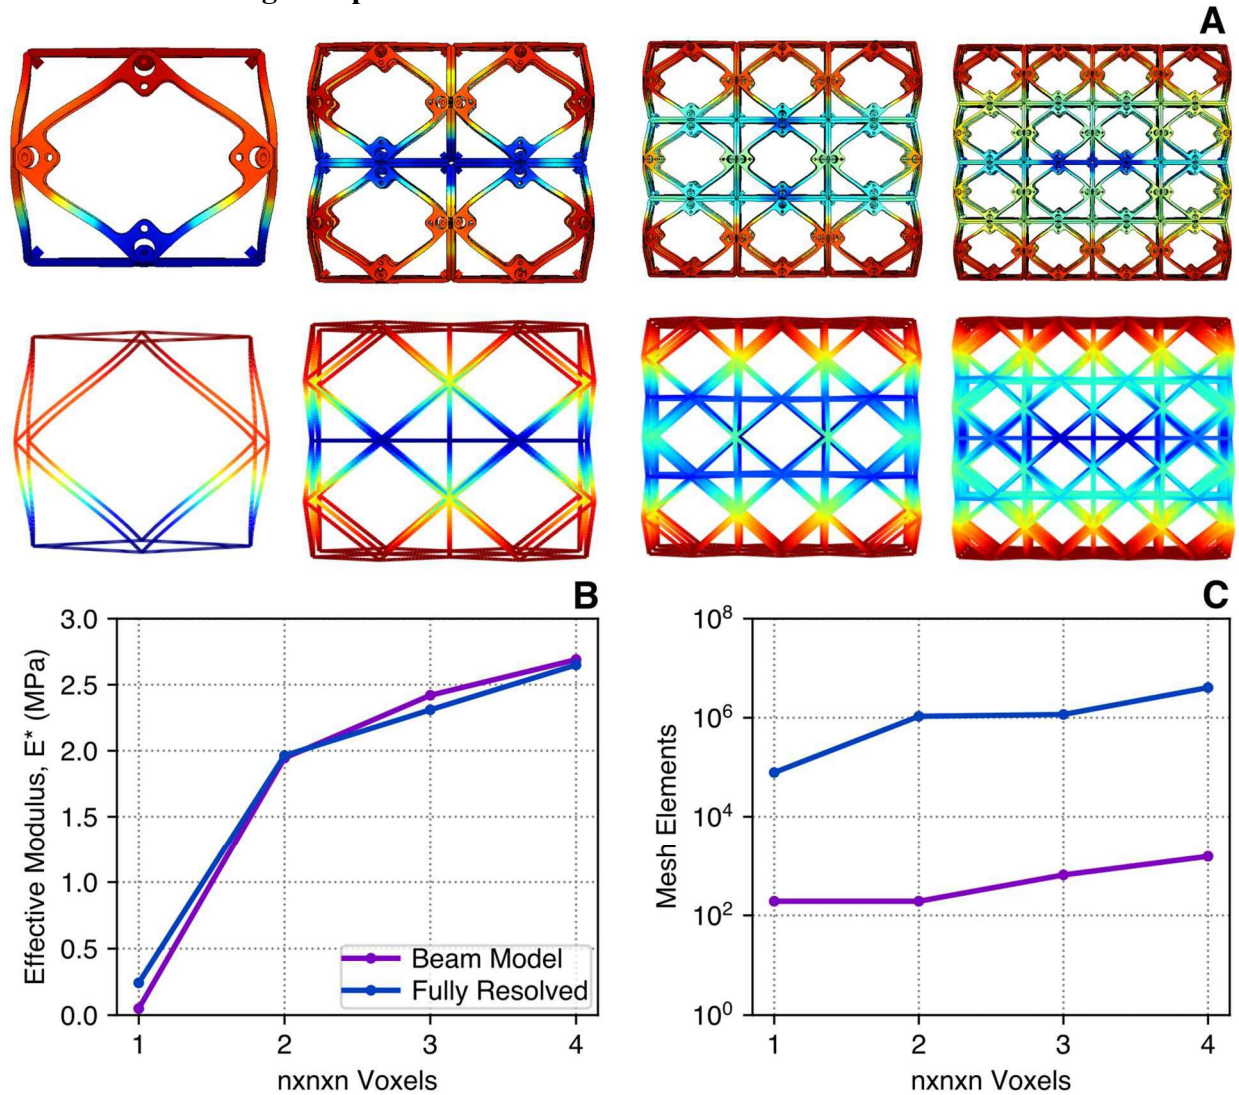 A
B
3.0
2.5
2.0
1.5
1.0
0.5
0.0
Effective Modulus, E* (MPa)
Beam Model
Fully Resolved
1 2 3 4
nxnxn Voxels
C
10^8
10^6
10^4
10^2
10^0
Mesh Elements
1 2 3 4
nxnxn Voxels